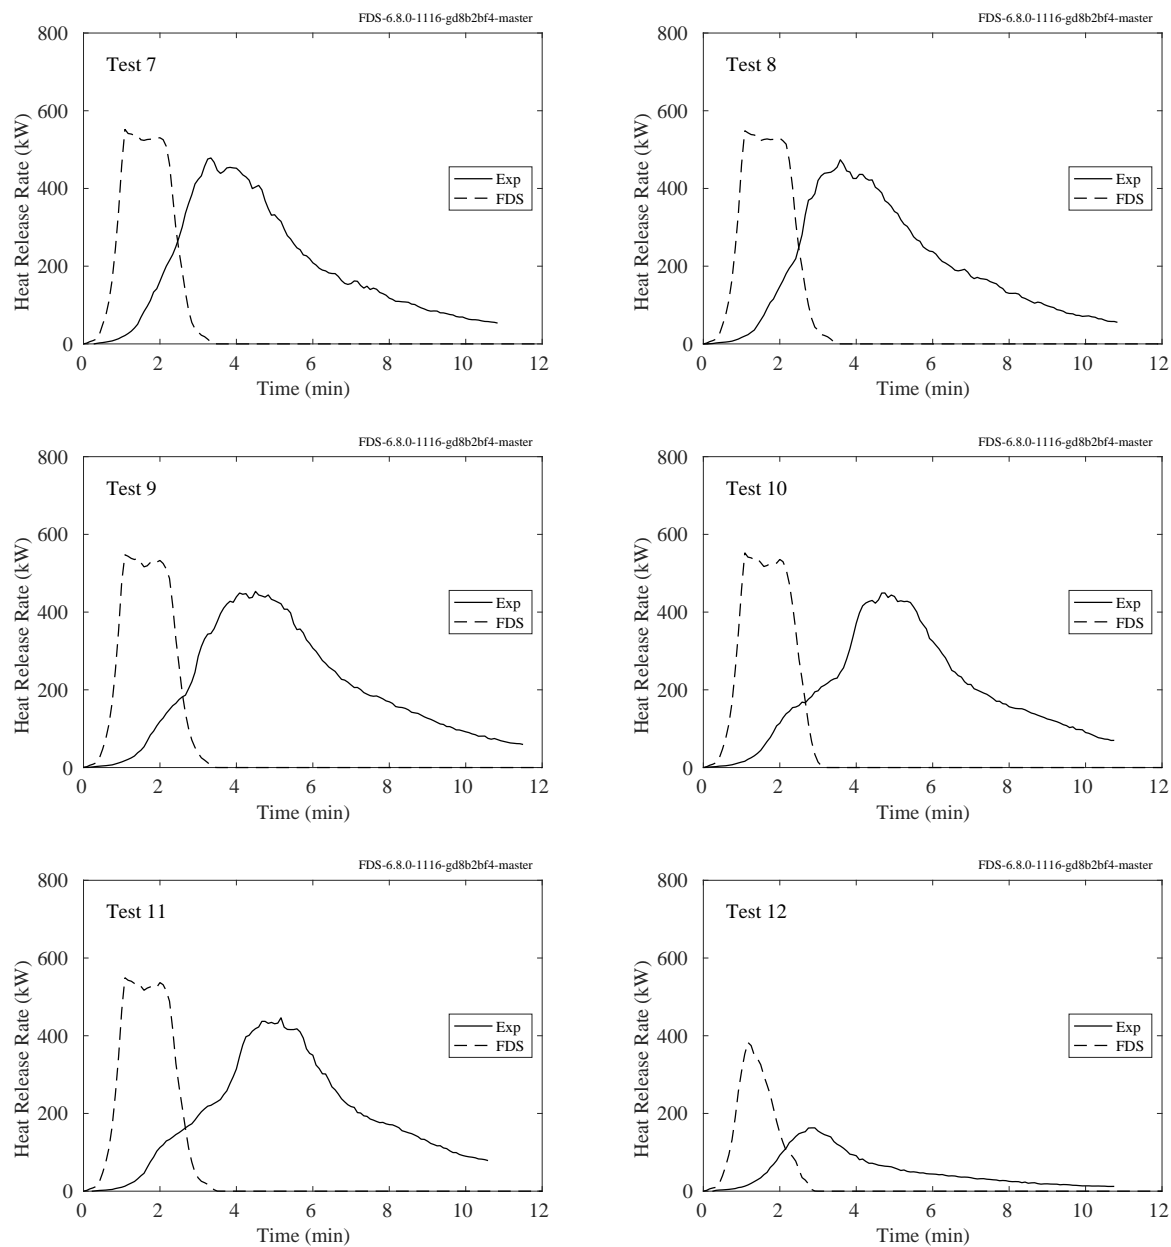 FDS-6.8.0-1116-gd8b2bf4-master
Test 7
Heat Release Rate (kW)
800
600
400
200
0
Exp
FDS
0 2 4 6 8 10 12
Time (min)
FDS-6.8.0-1116-gd8b2bf4-master
Test 8
Heat Release Rate (kW)
800
600
400
200
0
Exp
FDS
0 2 4 6 8 10 12
Time (min)
FDS-6.8.0-1116-gd8b2bf4-master
Test 9
Heat Release Rate (kW)
800
600
400
200
0
Exp
FDS
0 2 4 6 8 10 12
Time (min)
FDS-6.8.0-1116-gd8b2bf4-master
Test 10
Heat Release Rate (kW)
800
600
400
200
0
Exp
FDS
0 2 4 6 8 10 12
Time (min)
FDS-6.8.0-1116-gd8b2bf4-master
Test 11
Heat Release Rate (kW)
800
600
400
200
0
Exp
FDS
0 2 4 6 8 10 12
Time (min)
FDS-6.8.0-1116-gd8b2bf4-master
Test 12
Heat Release Rate (kW)
800
600
400
200
0
Exp
FDS
0 2 4 6 8 10 12
Time (min)